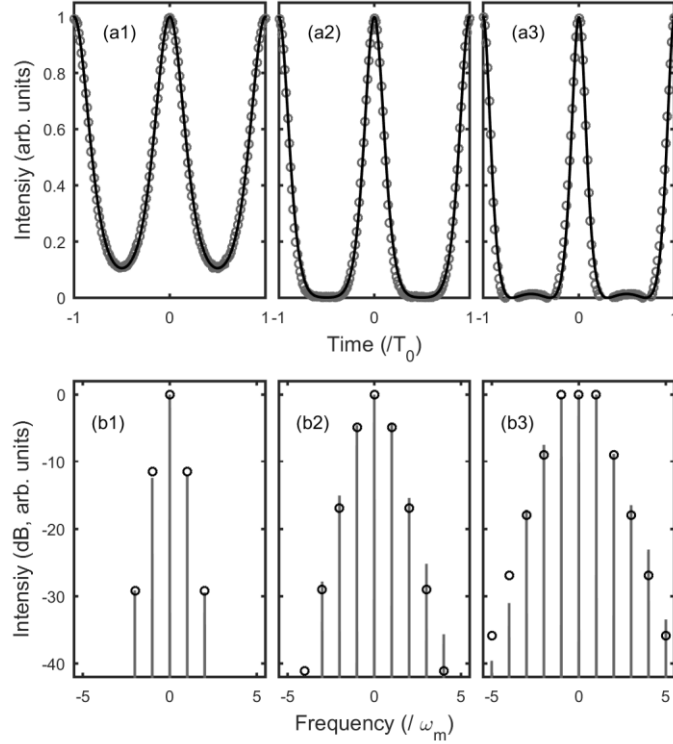 (a1) (a2) (a3)
Intensiy (arb. units)
1
0.8
0.6
0.4
0.2
0
-1 0 1 -1 0 1 -1 0 1
Time (/T0)
(b1) (b2) (b3)
Intensiy (dB, arb. units)
0
-10
-20
-30
-40
-5 0 5 -5 0 5 -5 0 5
Frequency (/ ωm)